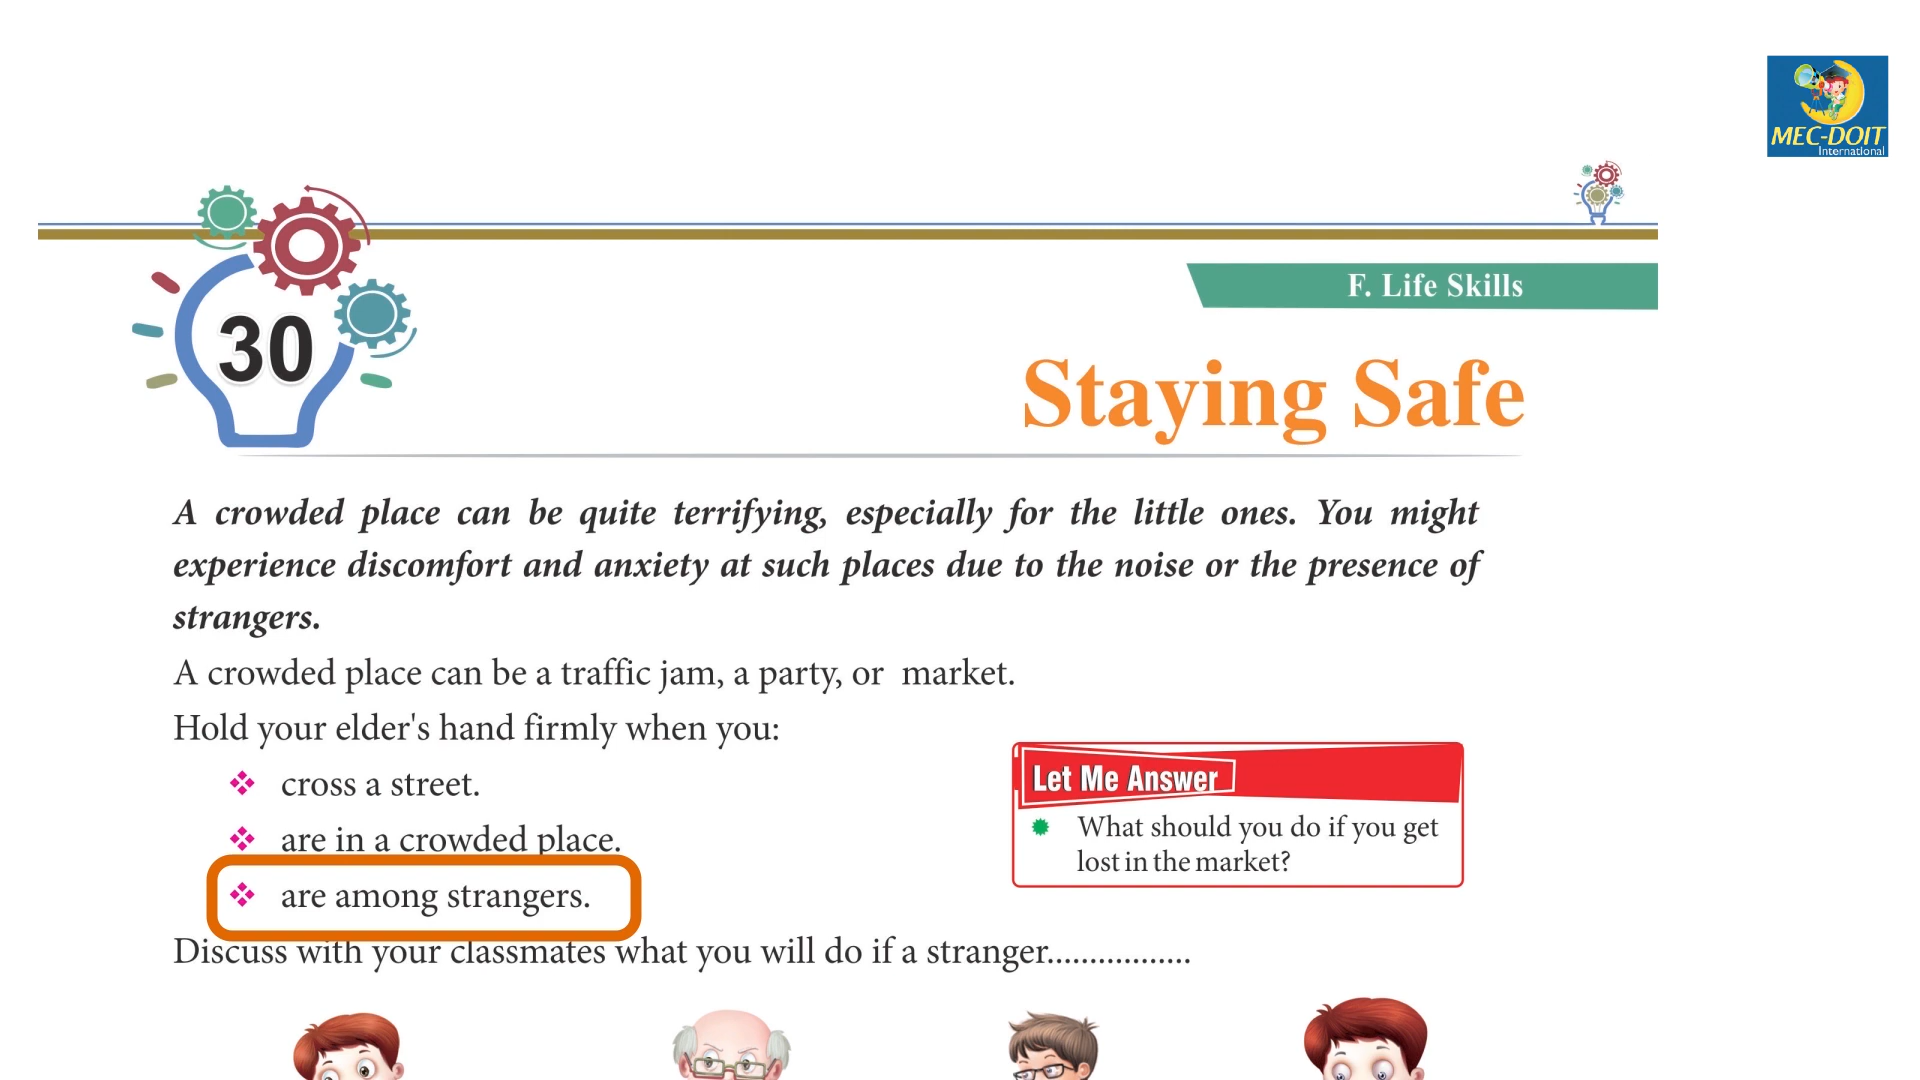 MEC-DOIT
International
30
F. Life Skills
Staying Safe
A crowded place can be quite terrifying, especially for the little ones. You might
experience discomfort and anxiety at such places due to the noise or the presence of
strangers.
A crowded place can be a traffic jam, a party, or market.
Hold your elder's hand firmly when you:
cross a street.
are in a crowded place.
are among strangers.
Let Me Answer
What should you do if you get
lost in the market?
Discuss with your classmates what you will do if a stranger.................